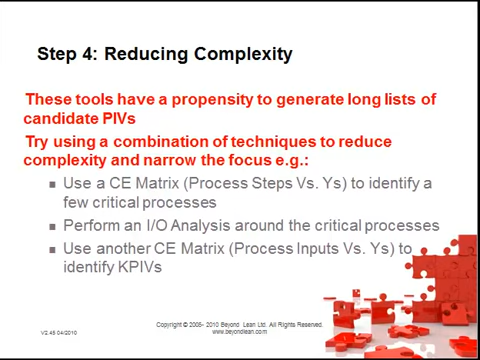 Step 4: Reducing Complexity
These tools have a propensity to generate long lists of
candidate PIVs
Try using a combination of techniques to reduce
complexity and narrow the focus e.g.:
Use a CE Matrix (Process Steps Vs. Ys) to identify a
few critical processes
Perform an I/O Analysis around the critical processes
Use another CE Matrix (Process Inputs Vs. Ys) to
identify KPIVs
V2.45 04/2010
Copyright © 2005- 2010 Beyond Lean Ltd. All Rights Reserved.
www.beyondlean.com